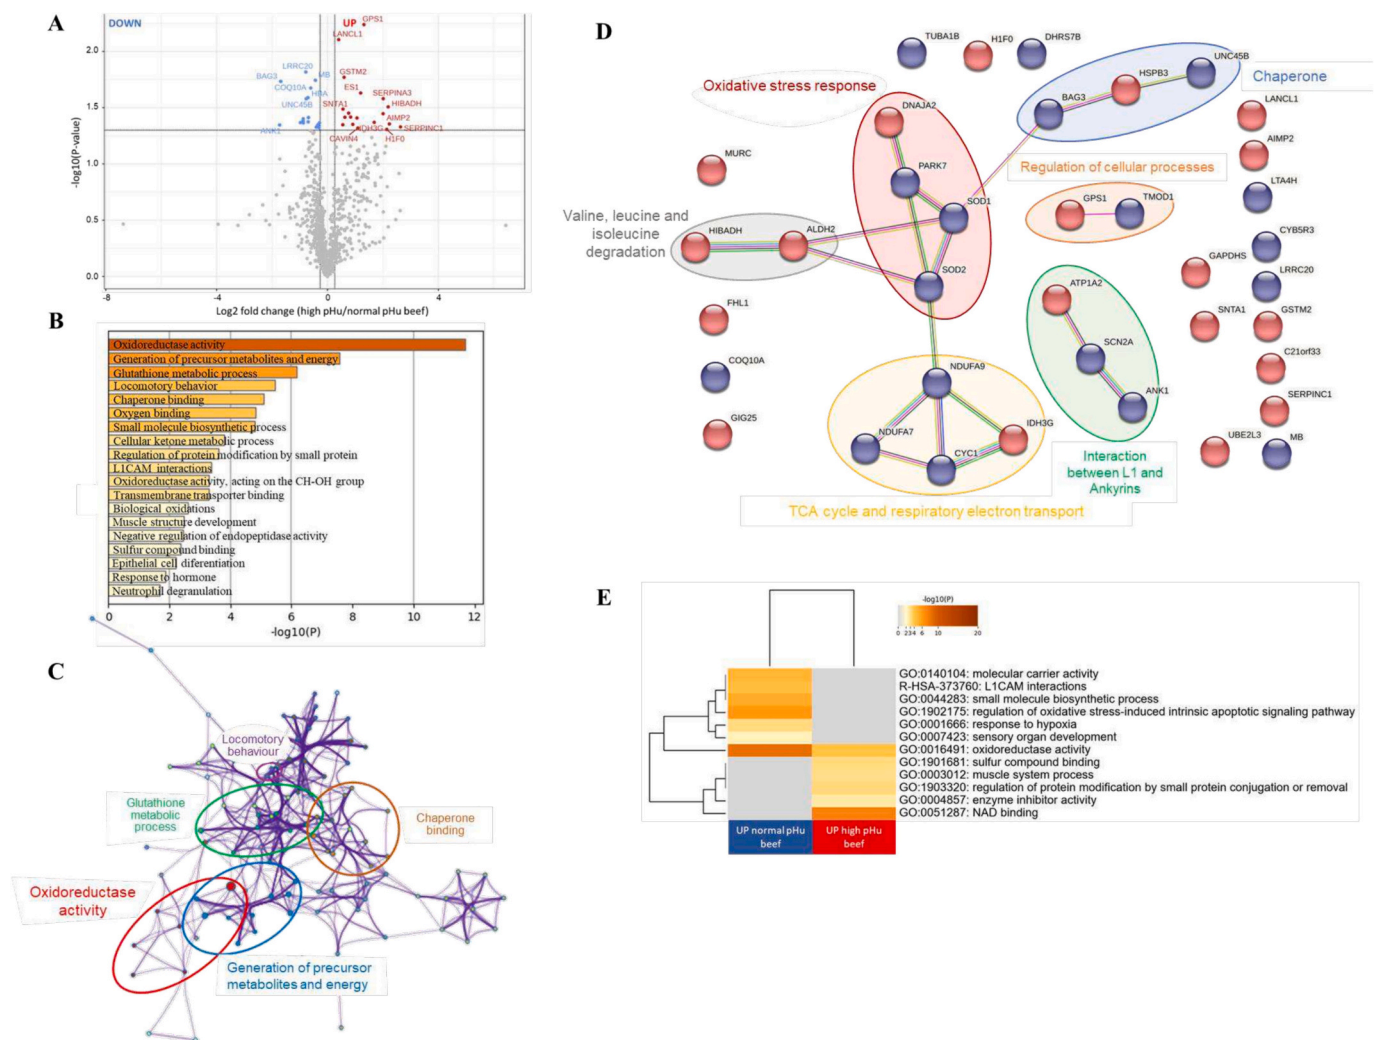 A
DOWN
UP
GPS1
LANCL1
LRRC20
BAG3
MB
COQ10A
HBA
UNC45B
ANK1
GSTM2
ES1
SERPINA3
SNTA1
HIBADH
AIMP2
IDH3G
SERPINC1
CAVIN4
H1F0
-log10(P-value)
2.0
1.5
1.6
0.8
0.5
0.4
0.0
-8
-4
0
4
Log2 fold change (high pHu/normal pHu beef)
B
Oxidoreductase activity
Generation of precursor metabolites and energy
Glutathione metabolic process
Locomotory behavior
Chaperone binding
Oxygen binding
Small molecule biosynthetic process
Cellular ketone metabolic process
Regulation of protein modification by small protein
L1CAM interactions
Oxidoreductase activity, acting on the CH-OH group
Transmembrane transporter binding
Biological oxidations
Muscle structure development
Negative regulation of endopeptidase activity
Sulfur compound binding
Epithelial cell diferentiation
Response to hormone
Neutrophil degranulation
0 2 4 6 8 10 12
-log10(P)
C
Locomotory
behaviour
Glutathione
metabolic
process
Chaperone
binding
Oxidoreductase
activity
Generation of precursor
metabolites and energy
D
TUBA1B
H1F0
DHRS7B
UNC45B
HSPB3
BAG3
Chaperone
Oxidative stress response
DNAJA2
PARK7
SOD1
SOD2
MURC
Valine, leucine and
isoleucine
degradation
HIBADH
ALDH2
Regulation of cellular processes
GPS1
TMOD1
LANCL1
AIMP2
LTA4H
CYB5R3
GAPDHS
LRRC20
SNTA1
GSTM2
C21orf33
SERPINC1
UBE2L3
MB
FHL1
COQ10A
GIG25
ATP1A2
SCN2A
ANK1
Interaction
between L1 and
Ankyrins
NDUFA9
NDUFA7
IDH3G
CYC1
TCA cycle and respiratory electron transport
E
-log10(P)
0 2 3 4 6 10 20
GO:0140104: molecular carrier activity
R-HSA-373760: L1CAM interactions
GO:0044283: small molecule biosynthetic process
GO:1902175: regulation of oxidative stress-induced intrinsic apoptotic signaling pathway
GO:0001666: response to hypoxia
GO:0007423: sensory organ development
GO:0016491: oxidoreductase activity
GO:1901681: sulfur compound binding
GO:0003012: muscle system process
GO:1903320: regulation of protein modification by small protein conjugation or removal
GO:0004857: enzyme inhibitor activity
GO:0051287: NAD binding
UP normal pHu
beef
UP high pHu
beef